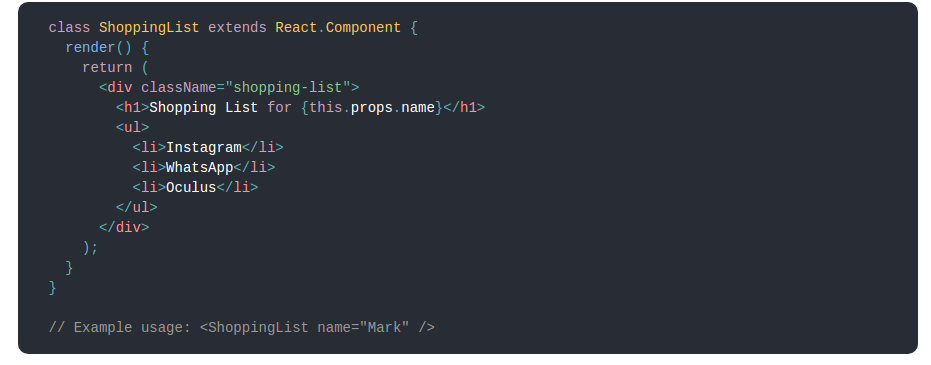 class ShoppingList extends React.Component {
  render() {
    return (
      <div className="shopping-list">
        <h1>Shopping List for {this.props.name}</h1>
        <ul>
          <li>Instagram</li>
          <li>WhatsApp</li>
          <li>Oculus</li>
        </ul>
      </div>
    );
  }
}

// Example usage: <ShoppingList name="Mark" />